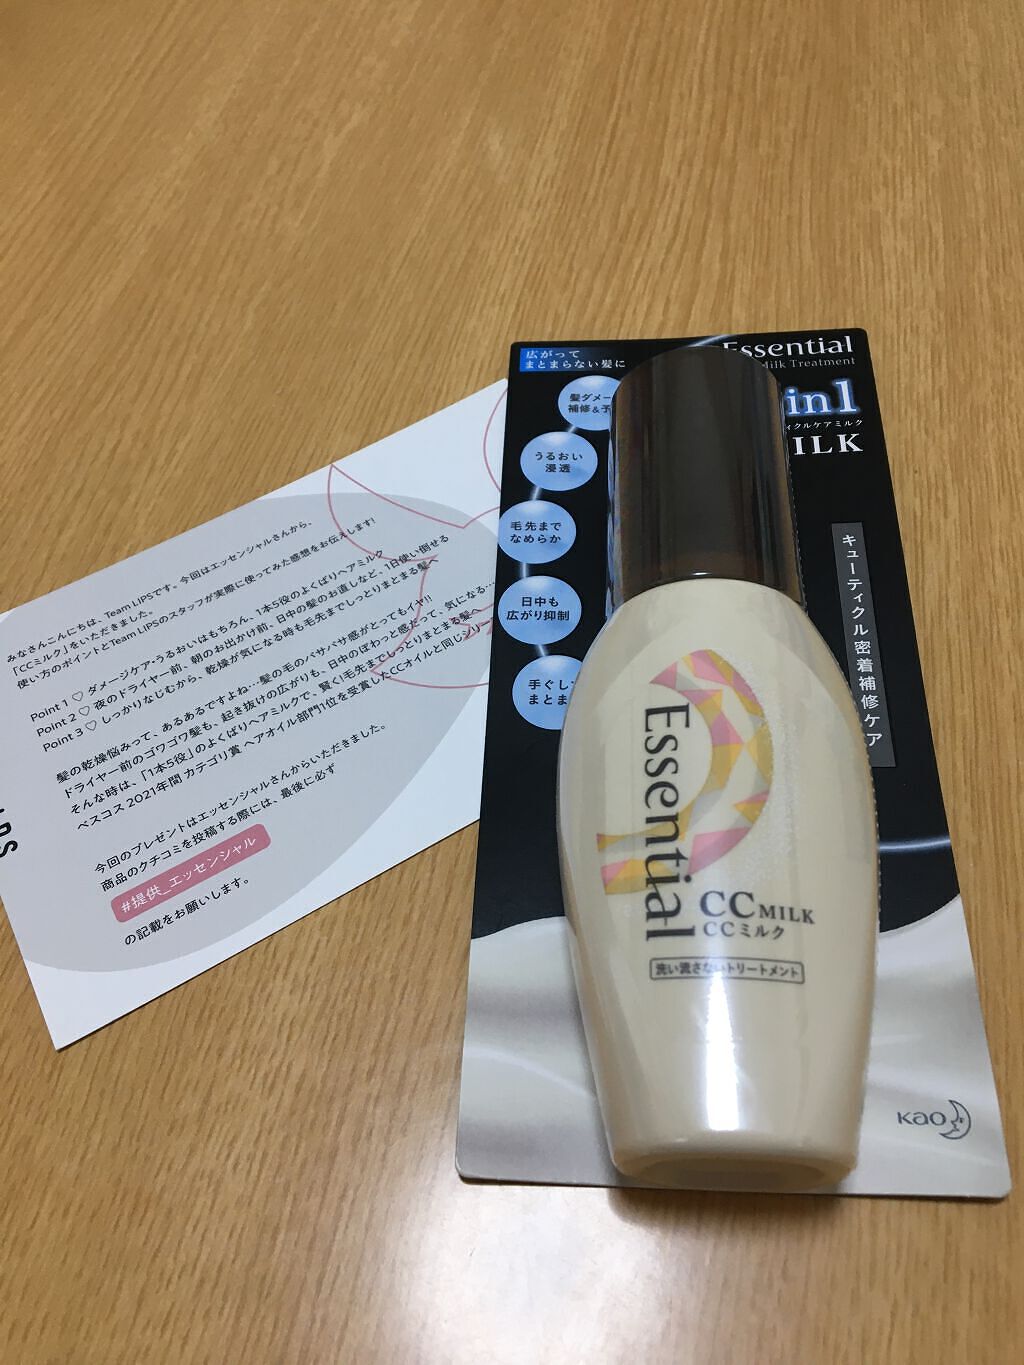 みなさんこんにちは、Team LIPSです。今回はエッセンシャルさんから、
「CCミルク」をいただきました。
使い方のポイントとTeam LIPSのスタッフが実際に使ってみた感想をお伝えします!
Point 1 ♡ ダメージケア・うるおいはもちろん、1本5役のよくばりヘアミルク
Point 2 ♡ 夜のドライヤー前、朝のお出かけ前、日中の髪のお直しなど、1日使い倒せる
Point 3 ♡ しっかりなじむから、乾燥が気になる時も毛先までしっとりまとまる髪へ
髪の乾燥悩みって、あるあるですよね…髪の毛のパサパサ感がとってもイヤ!!
ドライヤー前のゴワゴワ髪も、起き抜けの広がりも、日中のぽわっと感だって、気になる…
そんな時は、「1本5役」のよくばりヘアミルクで、賢く!毛先までしっとりまとまる髪へ
ベスコス 2021年間 カテゴリ賞 ヘアオイル部門1位を受賞したCCオイルと同じシリー
今回のプレゼントはエッセンシャルさんからいただきました。
商品のクチコミを投稿する際には、最後に必ず
#提供_エッセンシャル
の記載をお願いします。
広がって
まとまらない髪に
Essential
Milk Treatment
in1
ィクルケアミルク
ILK
髪ダメー
補修&予
うるおい
浸透
毛先まで
なめらか
日中も
広がり抑制
手ぐし
まとま
キューティクル密着補修ケア
Essential
CC MILK
CCミルク
洗い流さないトリートメント
Kao